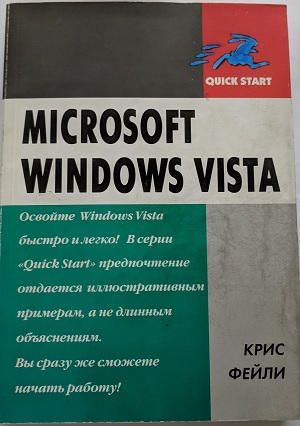 QUICK START
MICROSOFT
WINDOWS VISTA
Освойте Windows Vista
быстро и легко! В серии
«Quick Start» предпочтение
отдается иллюстративным
примерам, а не длинным
объяснениям.
Вы сразу же сможете
начать работу!
КРИС
ФЕЙЛИ